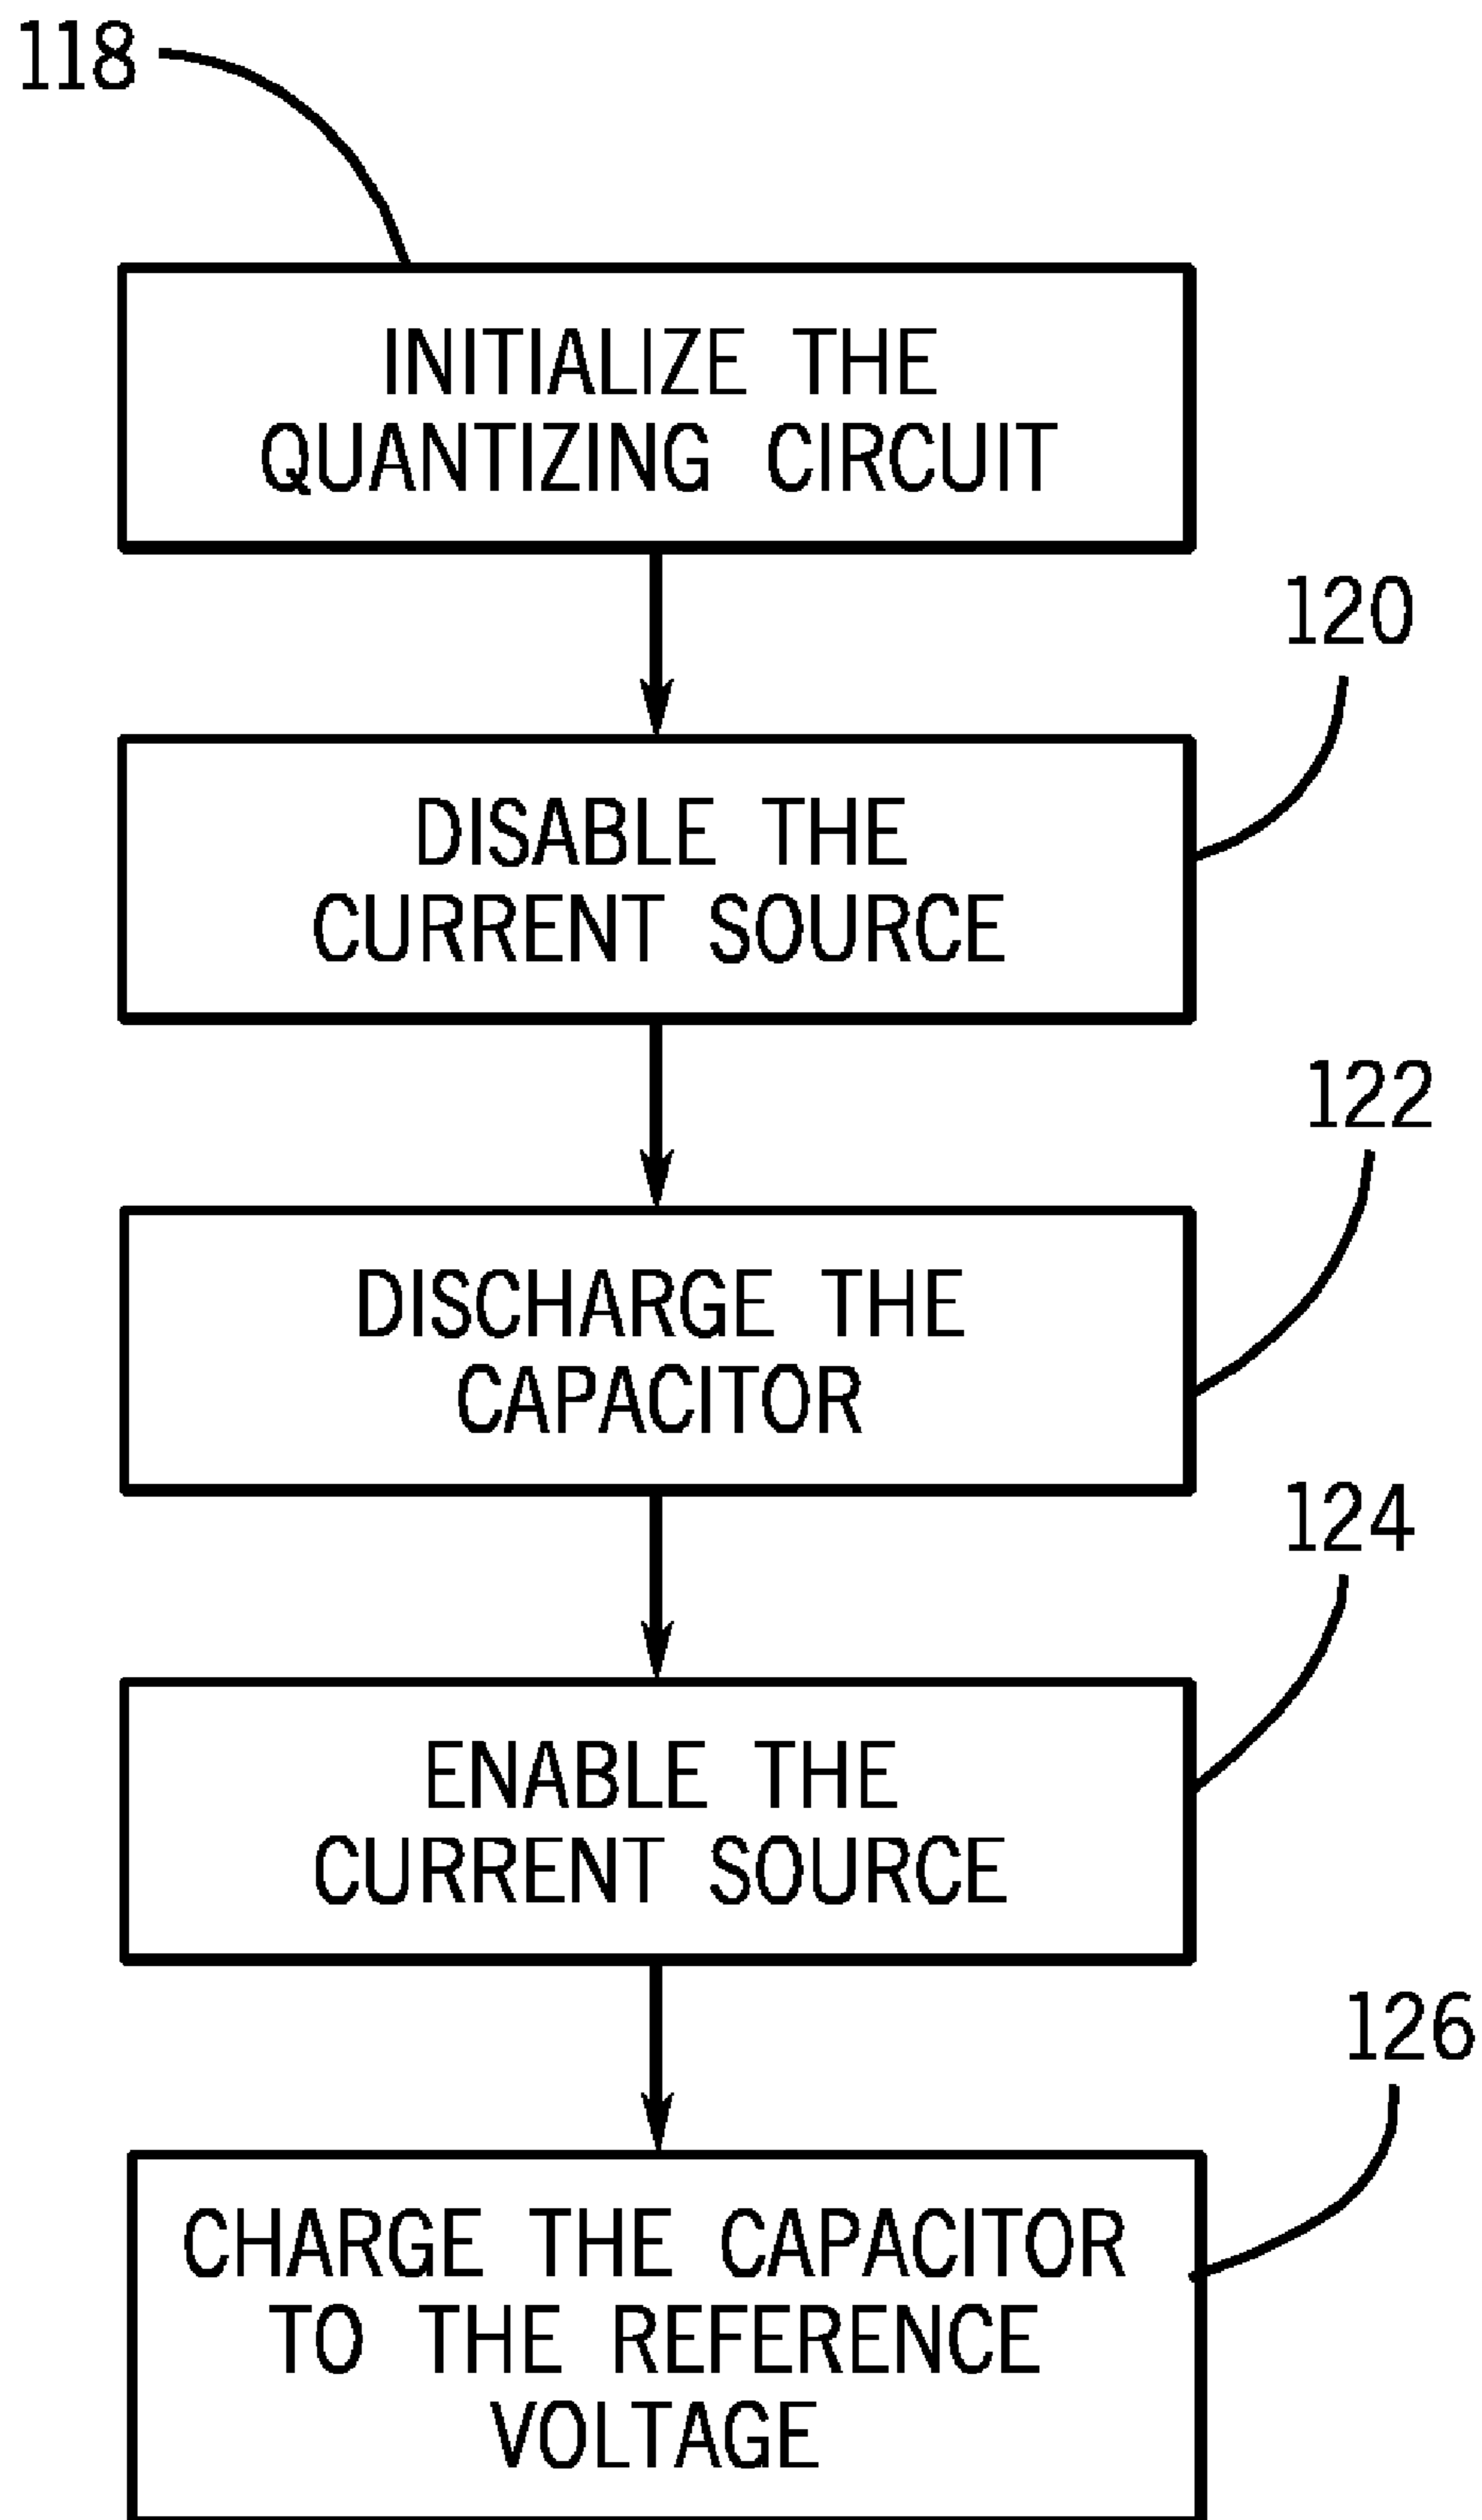 118
INITIALIZE THE
QUANTIZING CIRCUIT
120
DISABLE THE
CURRENT SOURCE
122
DISCHARGE THE
CAPACITOR
124
ENABLE THE
CURRENT SOURCE
126
CHARGE THE CAPACITOR
TO THE REFERENCE
VOLTAGE